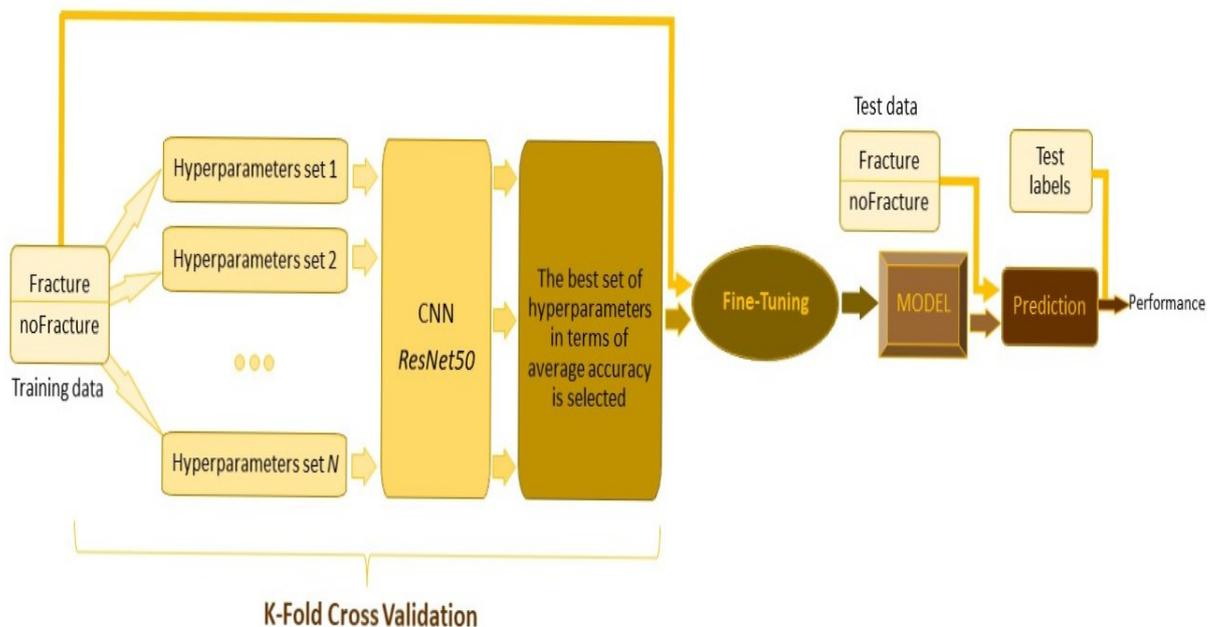 Fracture
noFracture
Training data
Hyperparameters set 1
Hyperparameters set 2
Hyperparameters set N
CNN
ResNet50
The best set of
hyperparameters
in terms of
average accuracy
is selected
K-Fold Cross Validation
Fine-Tuning
MODEL
Test data
Fracture
noFracture
Test
labels
Prediction
Performance